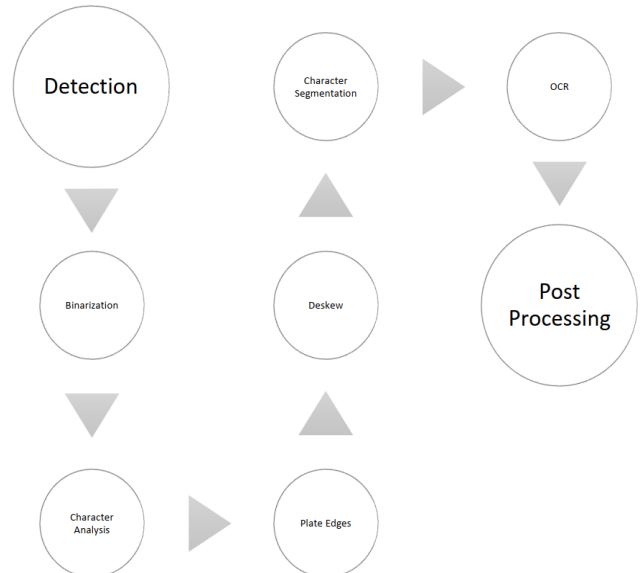 Detection
Binarization
Character
Analysis
Plate Edges
Deskew
Character
Segmentation
OCR
Post
Processing